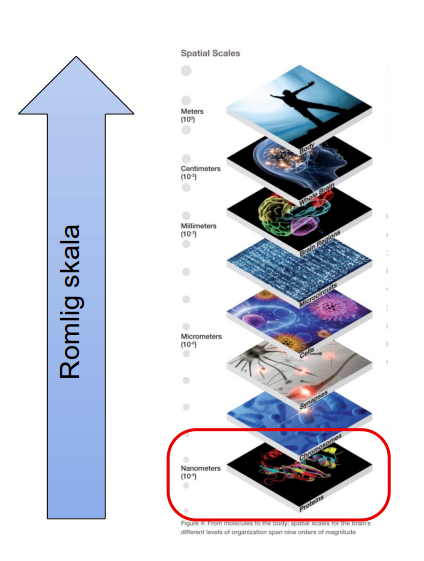 Spatial Scales
Romlig skala
Meters
(10⁰)
Body
Centimeters
(10⁻²)
Whole Brain
Millimeters
(10⁻³)
Brain Regions
Microcircuits
Cells
Micrometers
(10⁻⁶)
Synapses
Chromosomes
Nanometers
(10⁻⁹)
Proteins
Figure 4. From molecules to the body: spatial scales for the brain's
different levels of organization span nine orders of magnitude